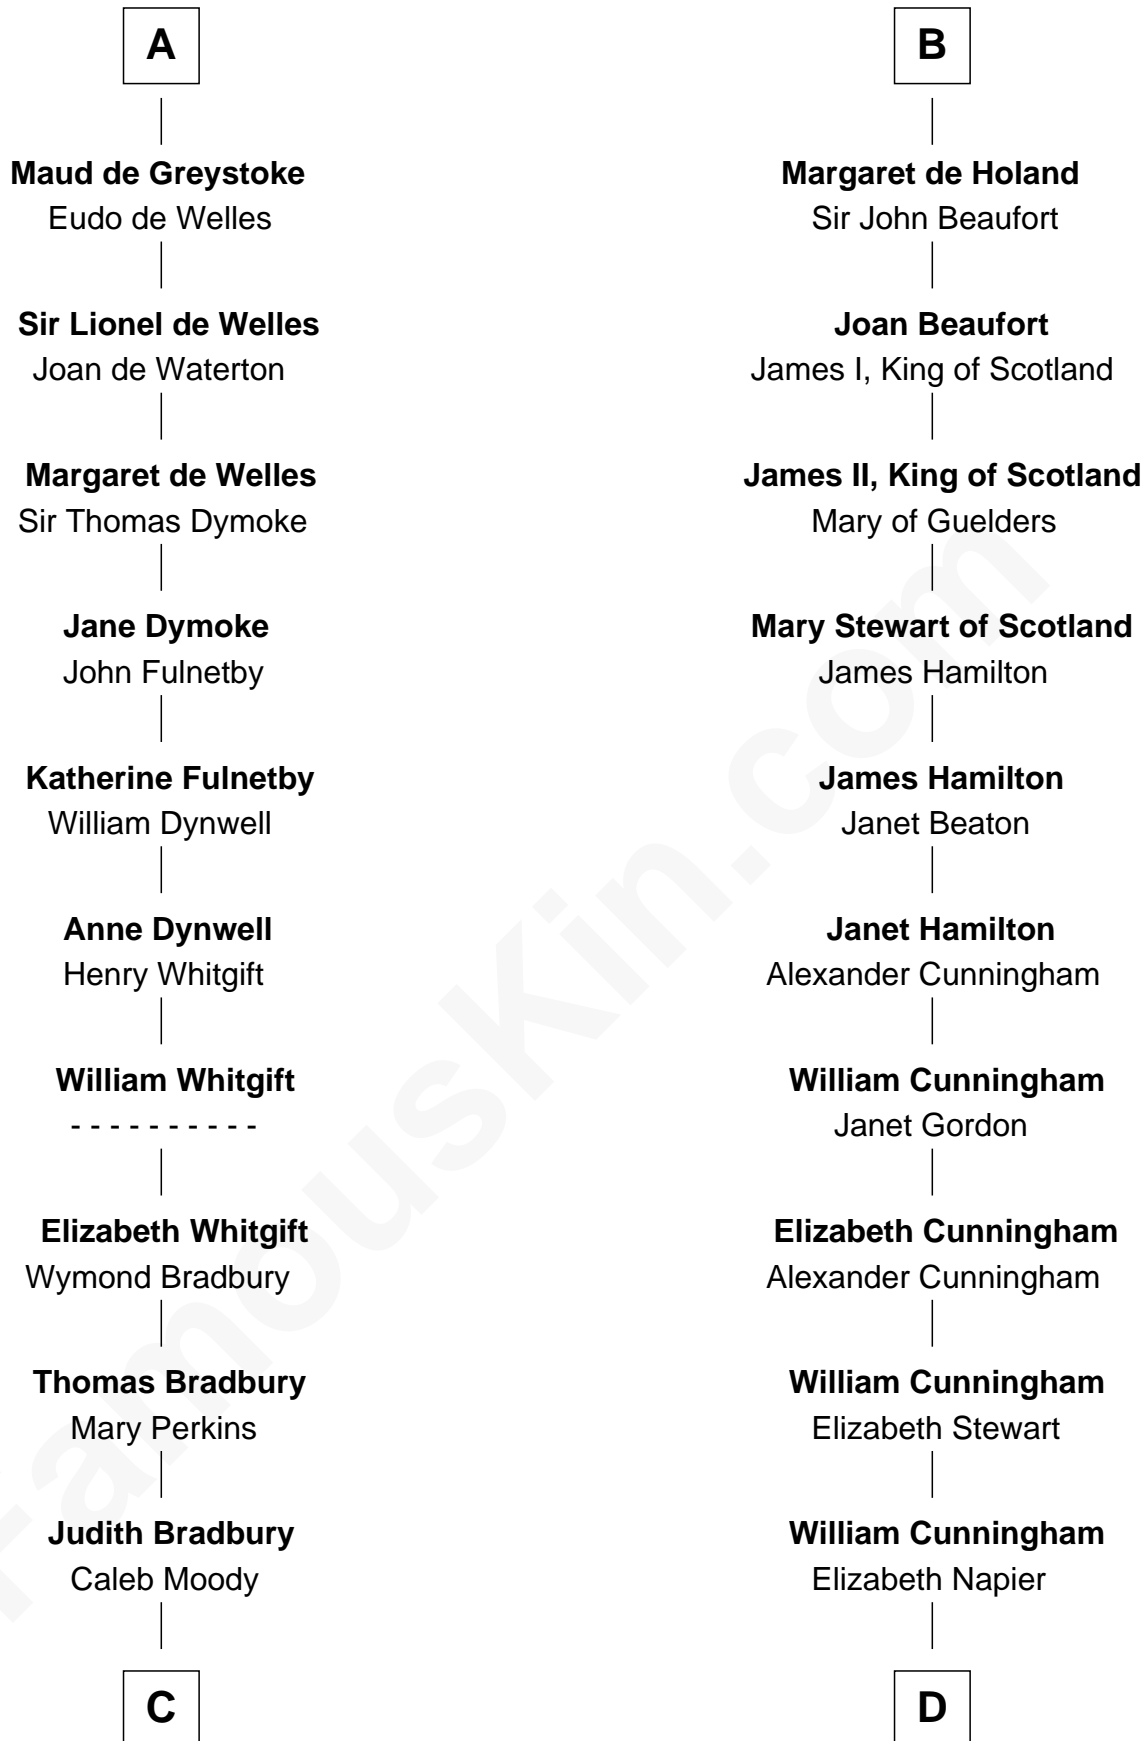 A
Maud de Greystoke
Eudo de Welles
Sir Lionel de Welles
Joan de Waterton
Margaret de Welles
Sir Thomas Dymoke
Jane Dymoke
John Fulnetby
Katherine Fulnetby
William Dynwell
Anne Dynwell
Henry Whitgift
William Whitgift
- - - - - - - - - -
Elizabeth Whitgift
Wymond Bradbury
Thomas Bradbury
Mary Perkins
Judith Bradbury
Caleb Moody
C
B
Margaret de Holand
Sir John Beaufort
Joan Beaufort
James I, King of Scotland
James II, King of Scotland
Mary of Guelders
Mary Stewart of Scotland
James Hamilton
James Hamilton
Janet Beaton
Janet Hamilton
Alexander Cunningham
William Cunningham
Janet Gordon
Elizabeth Cunningham
Alexander Cunningham
William Cunningham
Elizabeth Stewart
William Cunningham
Elizabeth Napier
D
FamousKin.com